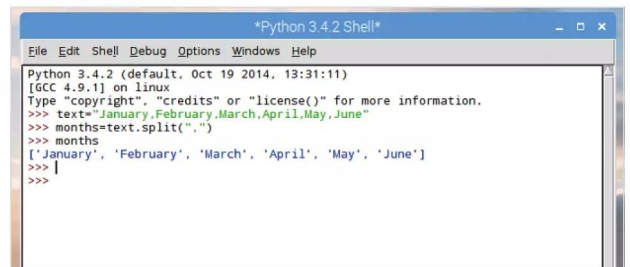 *Python 3.4.2 Shell*
File Edit Shell Debug Options Windows Help
Python 3.4.2 (default, Oct 19 2014, 13:31:11)
[GCC 4.9.1] on linux
Type "copyright", "credits" or "license()" for more information.
>>> text="January,February,March,April,May,June"
>>> months=text.split(",")
>>> months
['January', 'February', 'March', 'April', 'May', 'June']
>>>
>>>